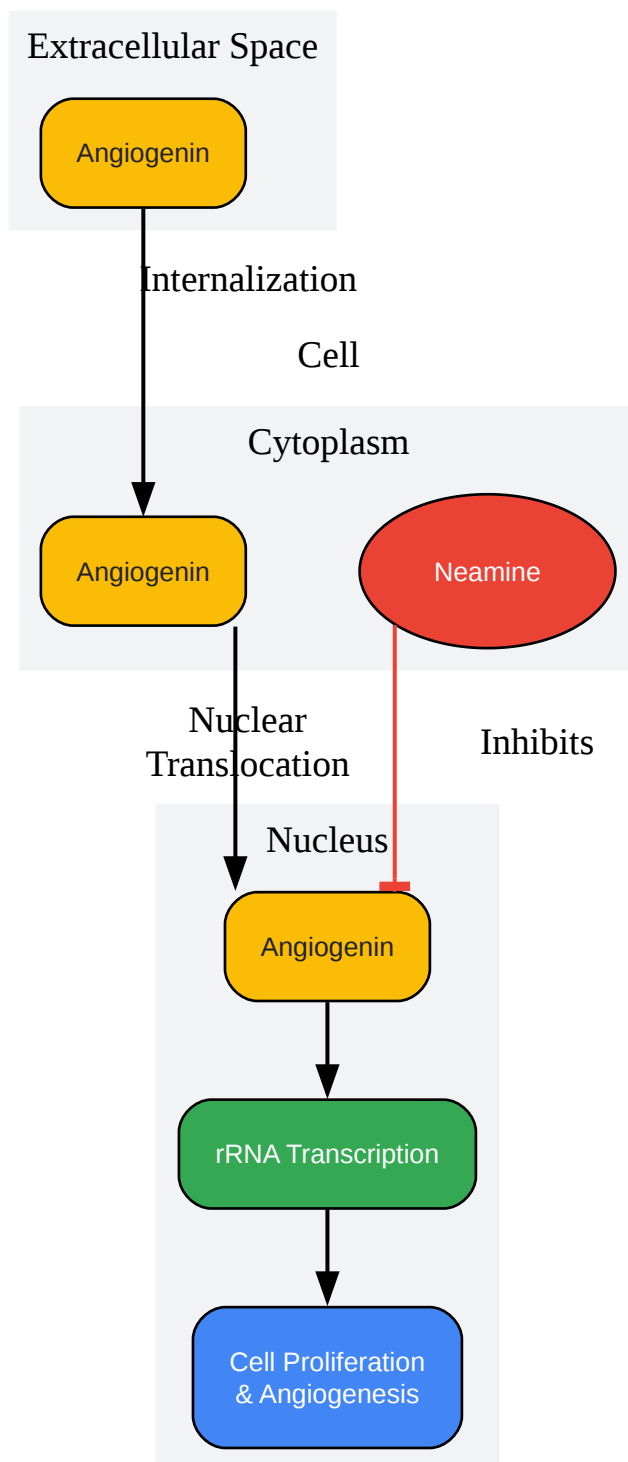 Extracellular Space
Angiogenin
Internalization
Cell
Cytoplasm
Angiogenin
Neamine
Nuclear
Translocation
Inhibits
Nucleus
Angiogenin
rRNA Transcription
Cell Proliferation
& Angiogenesis